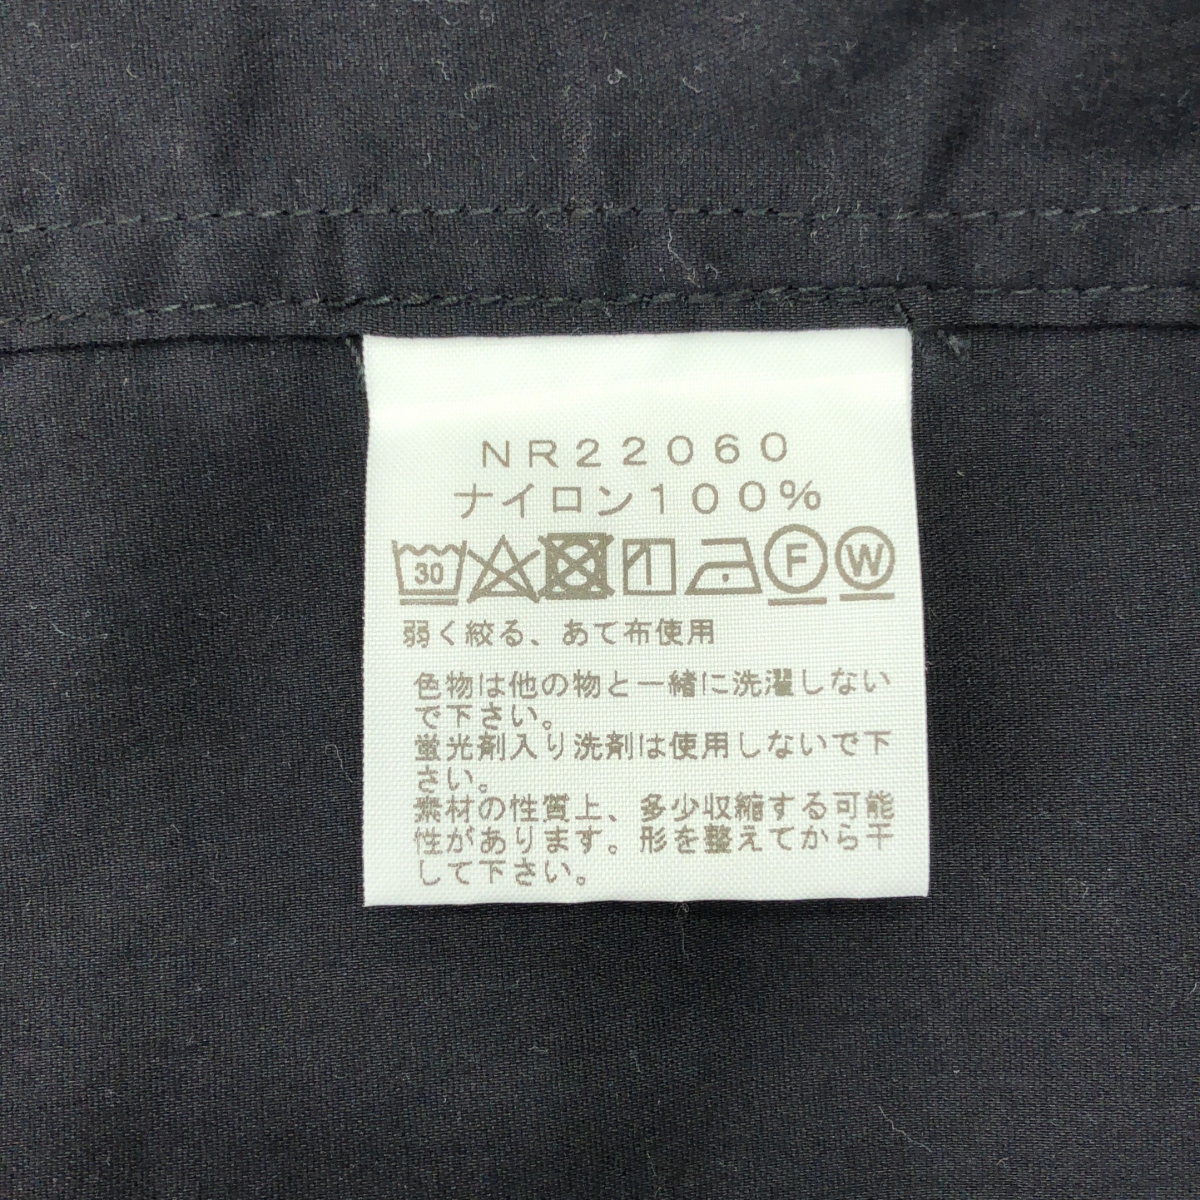 NR22060
ナイロン100%
30 F W
弱く絞る、あて布使用
色物は他の物と一緒に洗濯しない
で下さい。
蛍光剤入り洗剤は使用しないで下
さい。
素材の性質上、多少収縮する可能
性があります。形を整えてから干
して下さい。